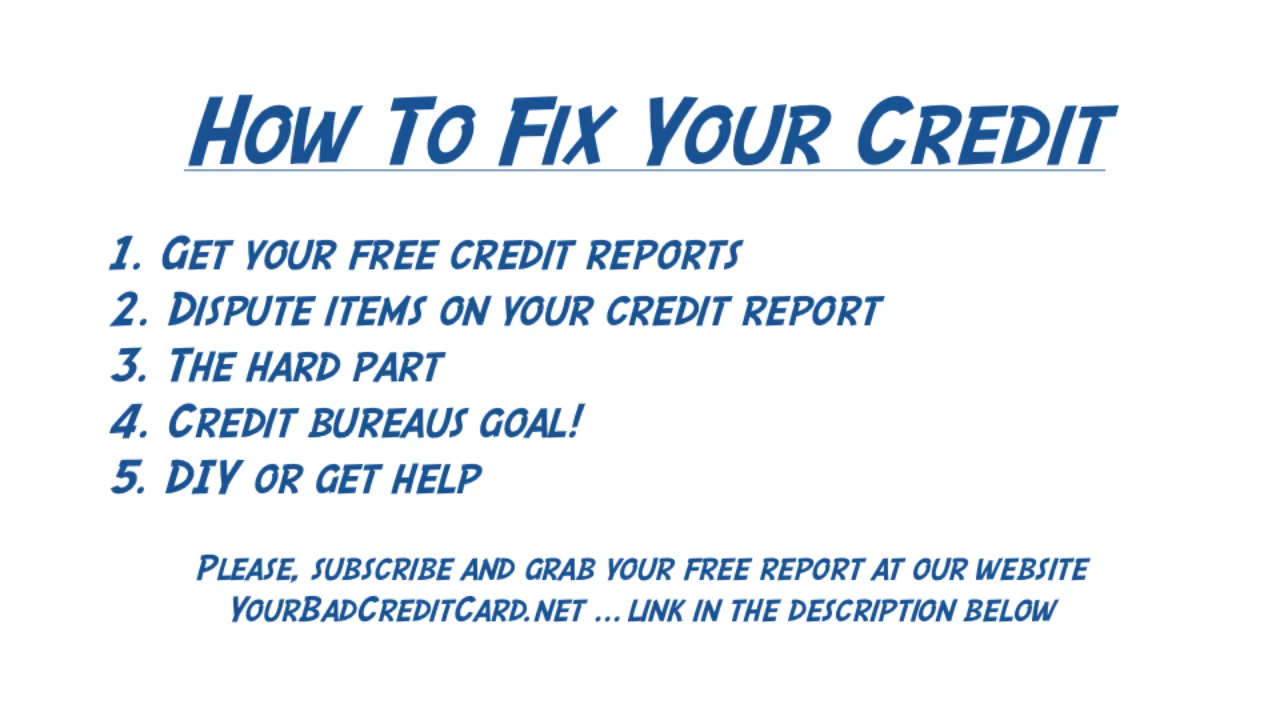 How To Fix Your Credit
1. Get your free credit reports
2. Dispute items on your credit report
3. The hard part
4. Credit bureaus goal!
5. DIY or get help
Please, subscribe and grab your free report at our website
YourBadCreditCard.net ... link in the description below